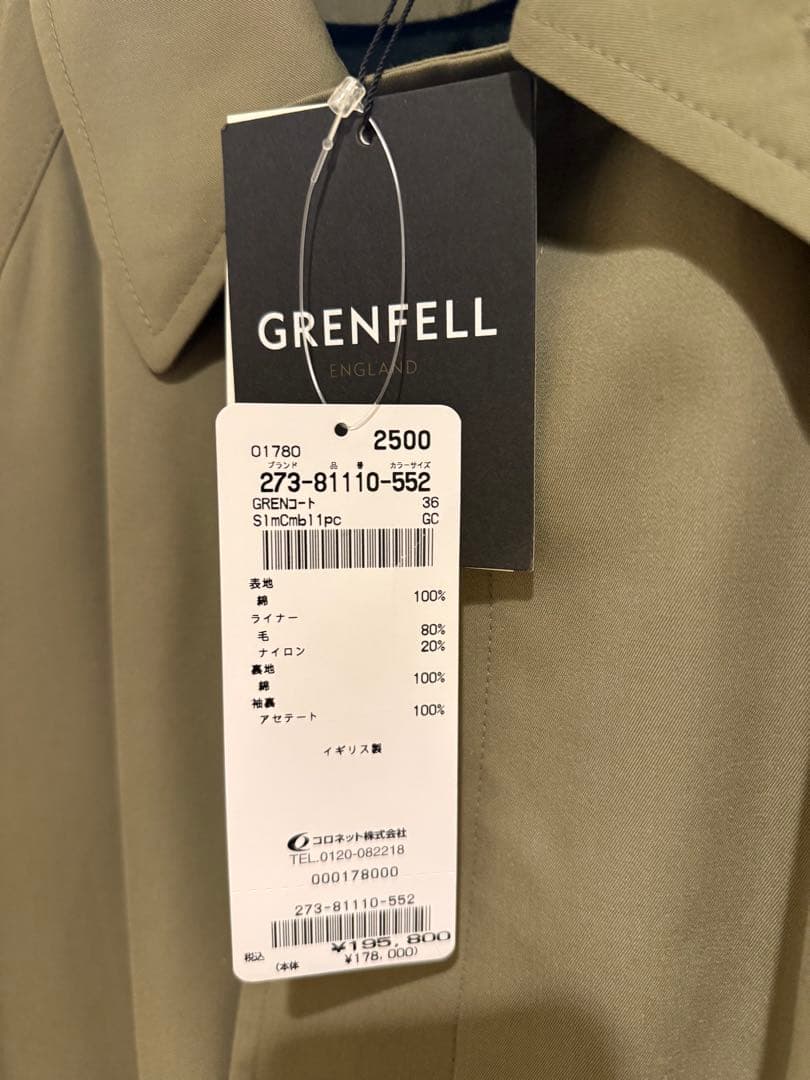 GRENFELL
ENGLAND
01780 2500
ブランド 品番 カラーサイズ
273-81110-552
GRENコート 36
SlmCmbl1pc GC
表地
綿 100%
ライナー
毛 80%
ナイロン 20%
裏地
綿 100%
袖裏
アセテート 100%
イギリス製
コロネット株式会社
TEL.0120-082218
000178000
273-81110-552
税込 ¥195,800
(本体 ¥178,000)